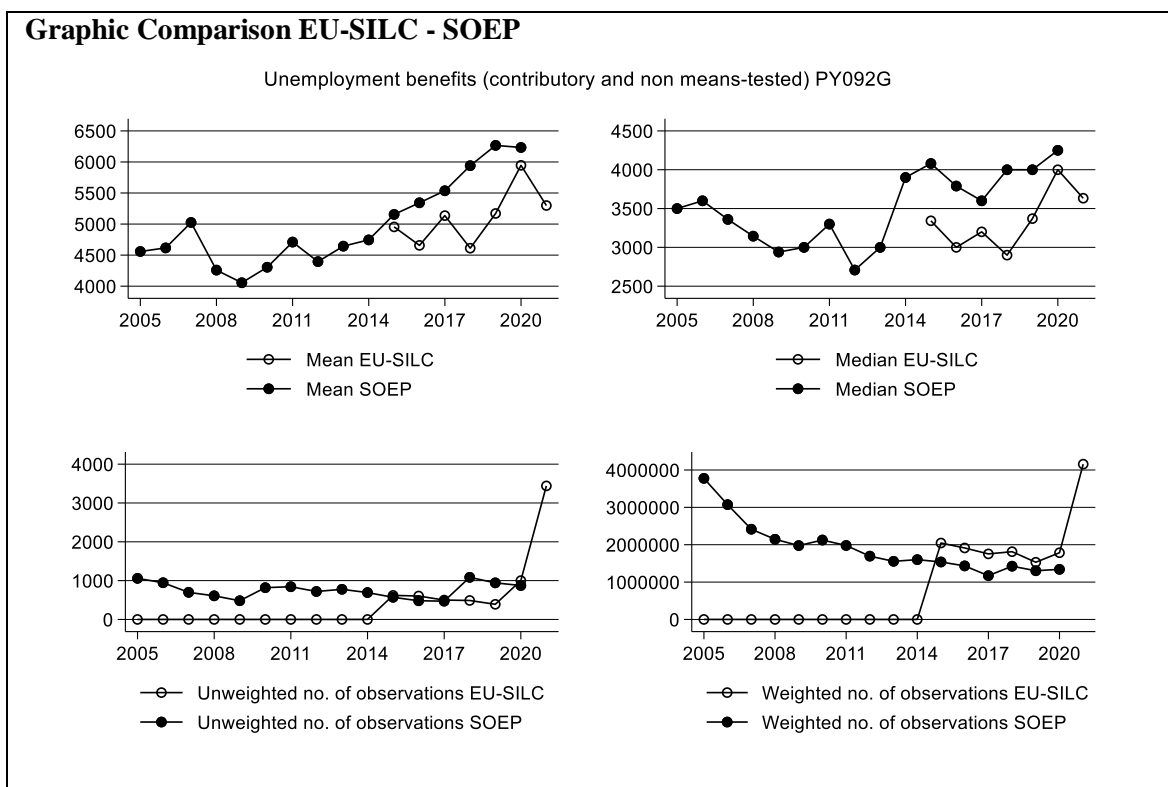 Graphic Comparison EU-SILC - SOEP
Unemployment benefits (contributory and non means-tested) PY092G
6500
6000
5500
5000
4500
4000
2005 2008 2011 2014 2017 2020
Mean EU-SILC
Mean SOEP
4500
4000
3500
3000
2500
2005 2008 2011 2014 2017 2020
Median EU-SILC
Median SOEP
4000
3000
2000
1000
0
2005 2008 2011 2014 2017 2020
Unweighted no. of observations EU-SILC
Unweighted no. of observations SOEP
4000000
3000000
2000000
1000000
0
2005 2008 2011 2014 2017 2020
Weighted no. of observations EU-SILC
Weighted no. of observations SOEP